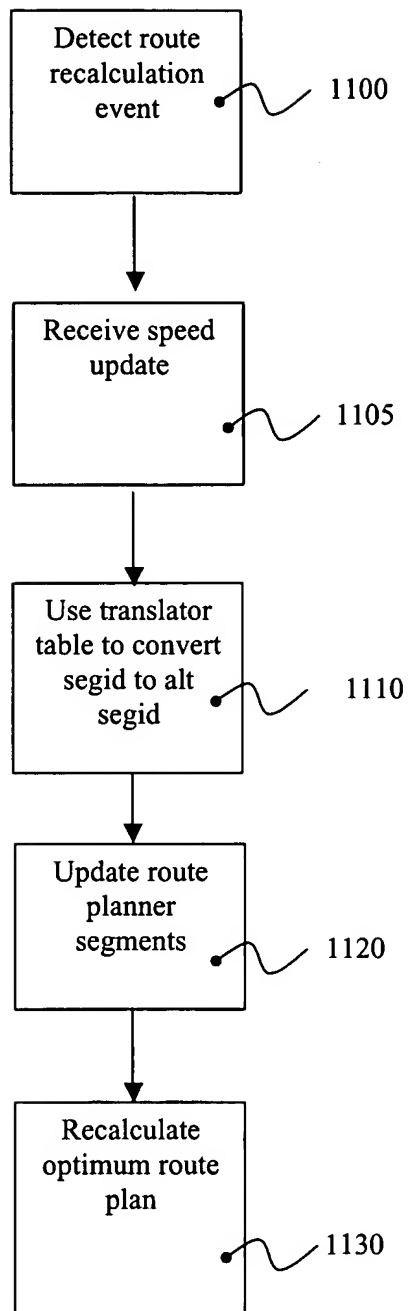 Detect route
recalculation
event
1100
Receive speed
update
1105
Use translator
table to convert
segid to alt
segid
1110
Update route
planner
segments
1120
Recalculate
optimum route
plan
1130